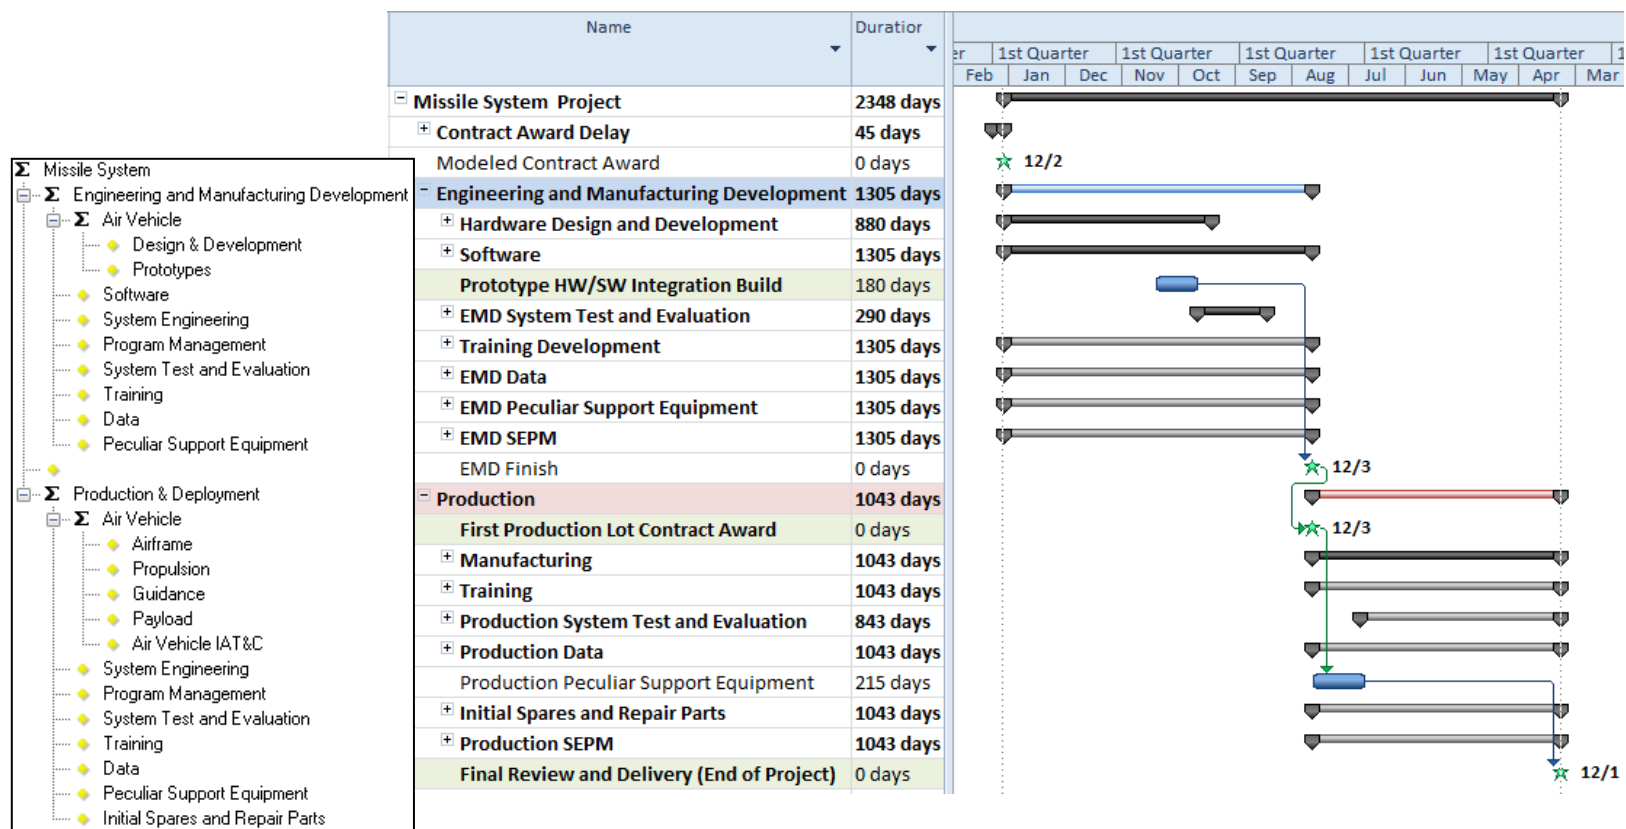 Name Duration
er 1st Quarter 1st Quarter 1st Quarter 1st Quarter 1st Quarter 1
Feb Jan Dec Nov Oct Sep Aug Jul Jun May Apr Mar
Missile System Project 2348 days
Contract Award Delay 45 days
Modeled Contract Award 0 days 12/2
Engineering and Manufacturing Development 1305 days
Hardware Design and Development 880 days
Software 1305 days
Prototype HW/SW Integration Build 180 days
EMD System Test and Evaluation 290 days
Training Development 1305 days
EMD Data 1305 days
EMD Peculiar Support Equipment 1305 days
EMD SEPM 1305 days
EMD Finish 0 days 12/3
Production 1043 days
First Production Lot Contract Award 0 days 12/3
Manufacturing 1043 days
Training 1043 days
Production System Test and Evaluation 843 days
Production Data 1043 days
Production Peculiar Support Equipment 215 days
Initial Spares and Repair Parts 1043 days
Production SEPM 1043 days
Final Review and Delivery (End of Project) 0 days 12/1
Σ Missile System
Σ Engineering and Manufacturing Development
Σ Air Vehicle
Design & Development
Prototypes
Software
System Engineering
Program Management
System Test and Evaluation
Training
Data
Peculiar Support Equipment
Σ Production & Deployment
Σ Air Vehicle
Airframe
Propulsion
Guidance
Payload
Air Vehicle IAT&C
System Engineering
Program Management
System Test and Evaluation
Training
Data
Peculiar Support Equipment
Initial Spares and Repair Parts